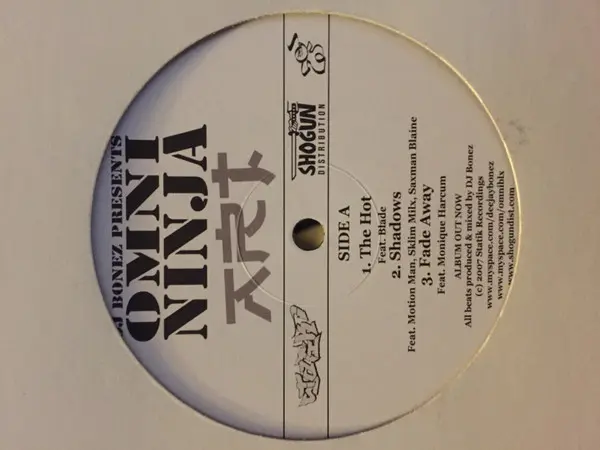 DJ BONEZ PRESENTS
OMNI
NINJA
ART
SHOGUN
DISTRIBUTION
SIDE A
1. The Hot
Feat. Blade
2. Shadows
Feat. Motion Man, Sklim Milx, Saxman Blaine
3. Fade Away
Feat. Monique Harcum
ALBUM OUT NOW
All beats produced & mixed by DJ Bonez
(c) 2007 Statik Recordings
www.myspace.com/deejaybonez
www.myspace.com/omniblx
www.shogundist.com